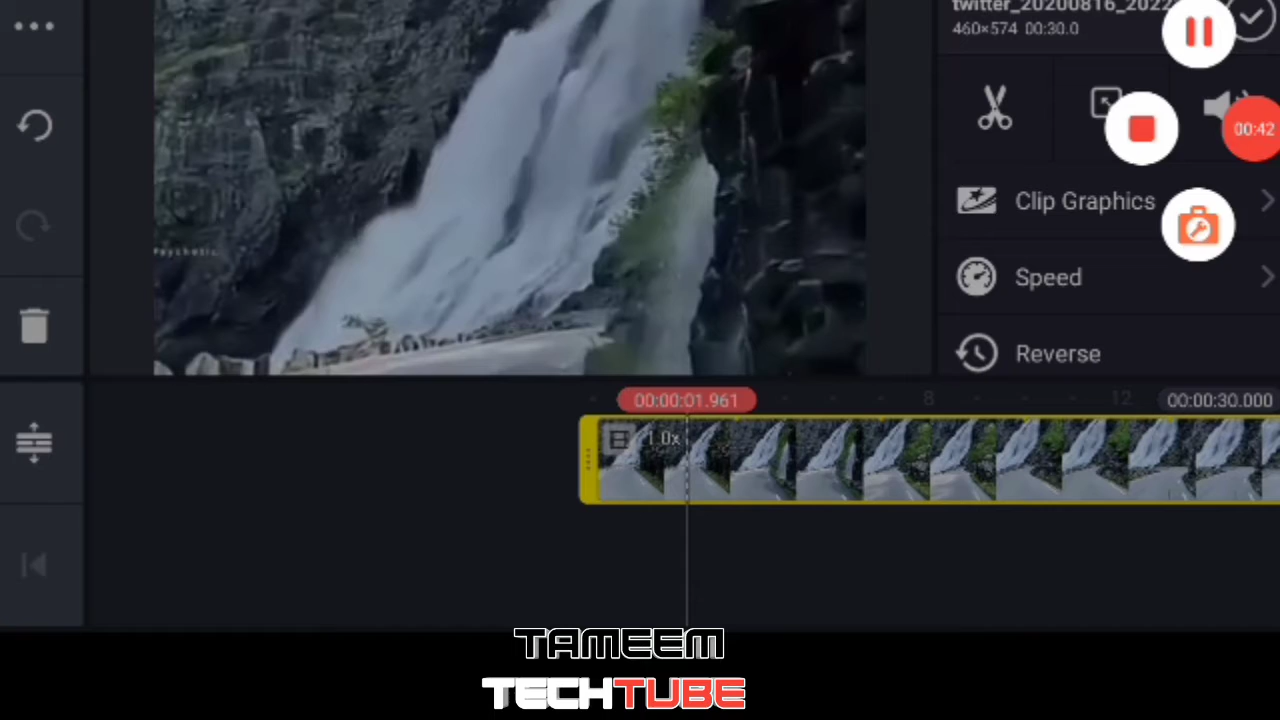 twitter_20200816_2022
460×574 00:30.0
00:42
Clip Graphics
Speed
Reverse
Psychotic
00:00:01.961
8
12
00:00:30.000
1.0x
TAMEEM
TECHTUBE